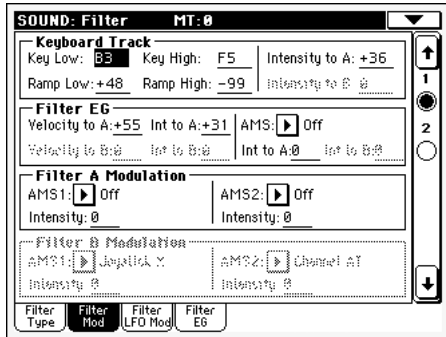 SOUND: Filter MT:0
Keyboard Track
Key Low: B3 Key High: F5 Intensity to A: +36
Ramp Low:+48 Ramp High: -99 Intensity to B: 0
Filter EG
Velocity to A:+55 Int to A:+31 AMS: Off
Velocity to B:0 Int to B:0 Int to A:0 Int to B:0
Filter A Modulation
AMS1: Off AMS2: Off
Intensity: 0 Intensity: 0
Filter B Modulation
AMS1: Joystick X AMS2: Channel AT
Intensity 0 Intensity 0
1
2
Filter Type Filter Mod Filter LFO Mod Filter EG